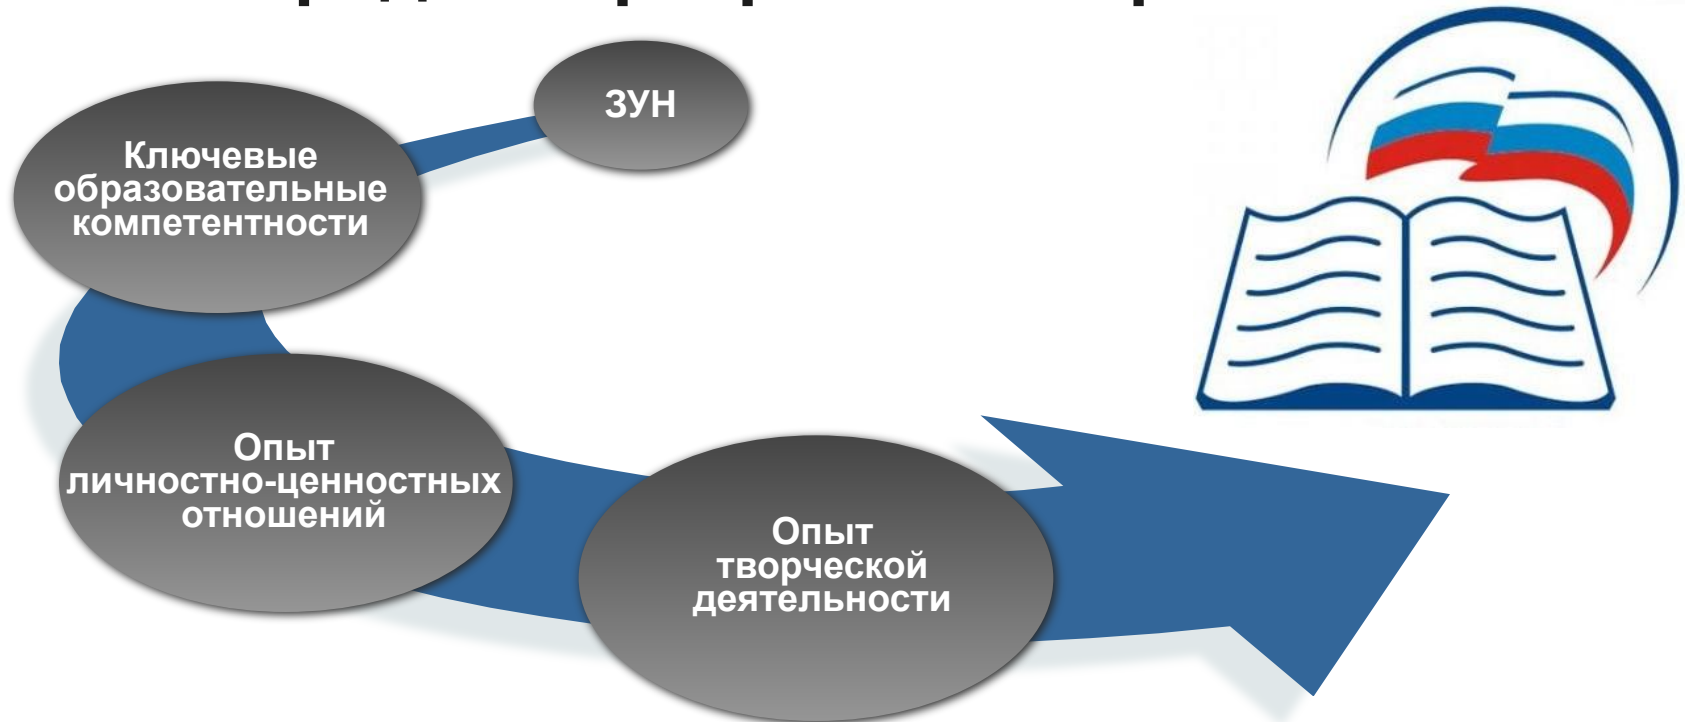 ЗУН
Ключевые
образовательные
компетентности
Опыт
личностно-ценностных
отношений
Опыт
творческой
деятельности